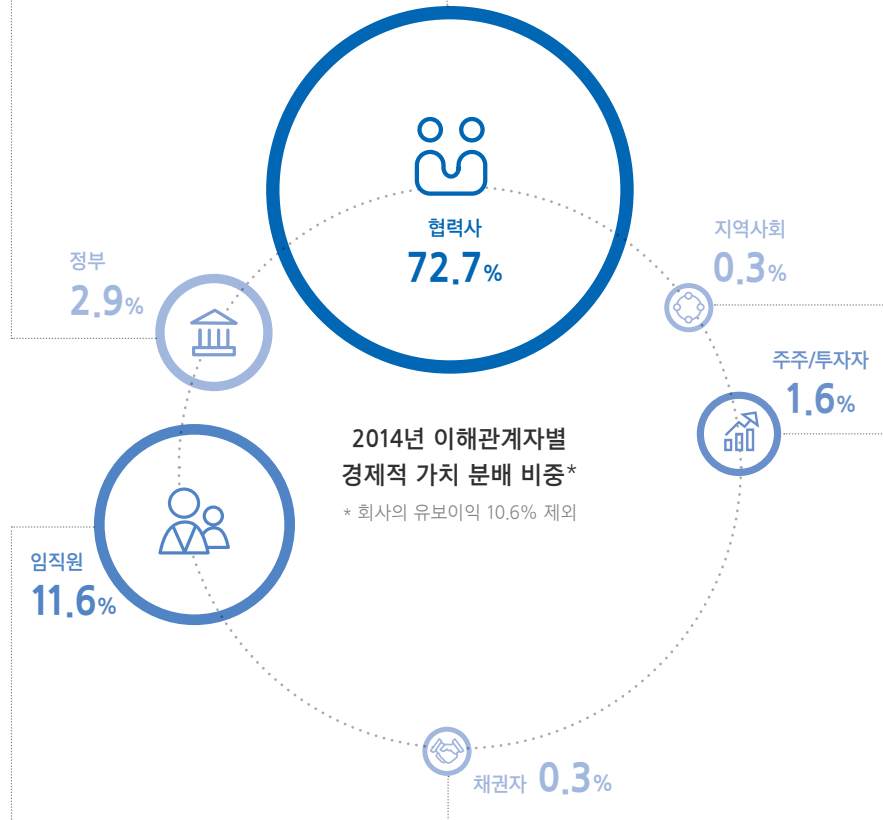 협력사
72.7%
지역사회
0.3%
정부
2.9%
주주/투자자
1.6%
2014년 이해관계자별
경제적 가치 분배 비중*
* 회사의 유보이익 10.6% 제외
임직원
11.6%
채권자 0.3%